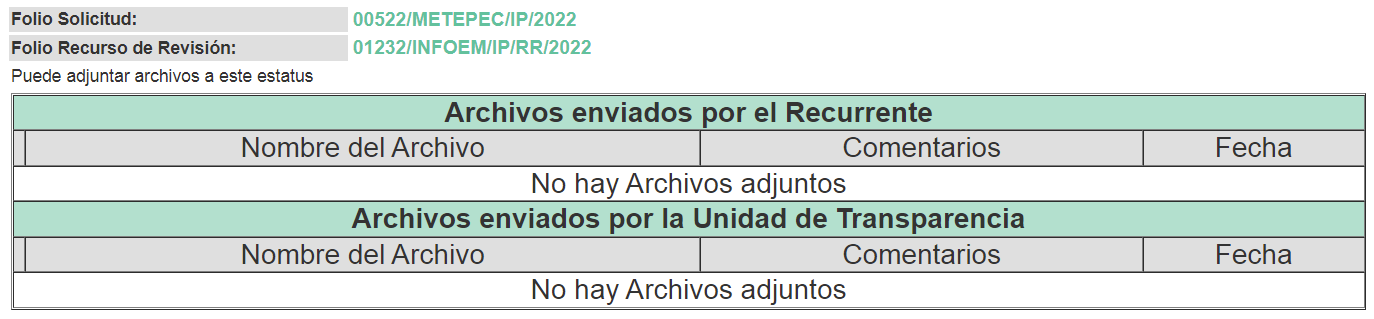 Folio Solicitud: 00522/METEPEC/IP/2022
Folio Recurso de Revisión: 01232/INFOEM/IP/RR/2022
Puede adjuntar archivos a este estatus
Archivos enviados por el Recurrente
Nombre del Archivo Comentarios Fecha
No hay Archivos adjuntos
Archivos enviados por la Unidad de Transparencia
Nombre del Archivo Comentarios Fecha
No hay Archivos adjuntos